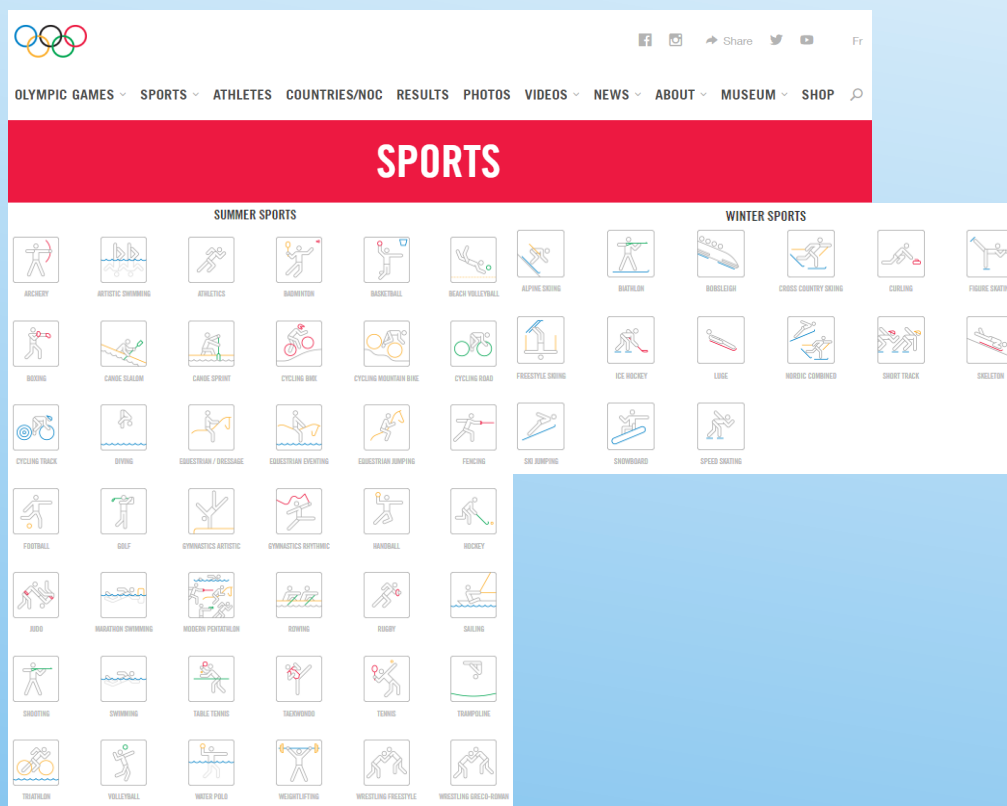 Share Fr
OLYMPIC GAMES SPORTS ATHLETES COUNTRIES/NOC RESULTS PHOTOS VIDEOS NEWS ABOUT MUSEUM SHOP
SPORTS
SUMMER SPORTS
ARCHERY ARTISTIC SWIMMING ATHLETICS BADMINTON BASKETBALL BEACH VOLLEYBALL
BOXING CANOE SLALOM CANOE SPRINT CYCLING BMX CYCLING MOUNTAIN BIKE CYCLING ROAD
CYCLING TRACK DIVING EQUESTRIAN / DRESSAGE EQUESTRIAN EVENTING EQUESTRIAN JUMPING FENCING
FOOTBALL GOLF GYMNASTICS ARTISTIC GYMNASTICS RHYTHMIC HANDBALL HOCKEY
JUDO MARATHON SWIMMING MODERN PENTATHLON ROWING RUGBY SAILING
SHOOTING SWIMMING TABLE TENNIS TAEKWONDO TENNIS TRAMPOLINE
TRIATHLON VOLLEYBALL WATER POLO WEIGHTLIFTING WRESTLING FREESTYLE WRESTLING GRECO-ROMAN
WINTER SPORTS
ALPINE SKIING BIATHLON BOBSLEIGH CROSS COUNTRY SKIING CURLING FIGURE SKATIN
FREESTYLE SKIING ICE HOCKEY LUGE NORDIC COMBINED SHORT TRACK SKELETON
SKI JUMPING SNOWBOARD SPEED SKATING